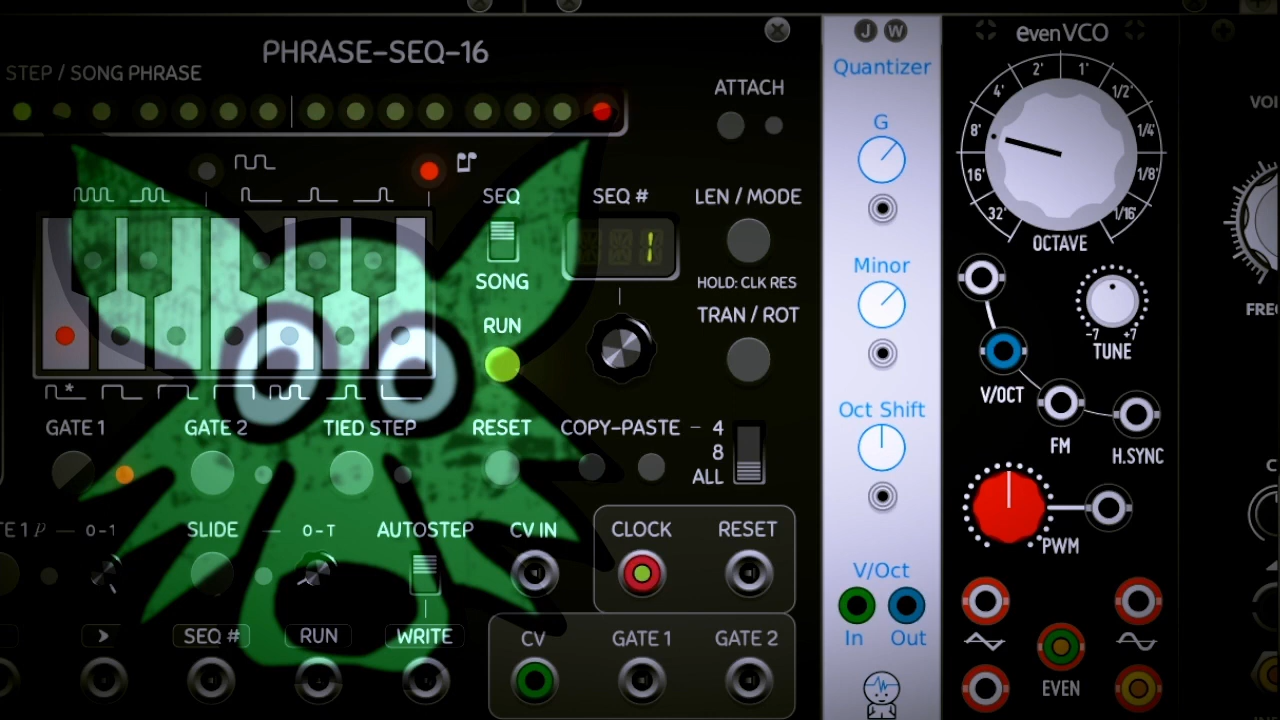 PHRASE-SEQ-16
STEP / SONG PHRASE
ATTACH
SEQ
SEQ #
LEN / MODE
1
SONG
HOLD: CLK RES
RUN
TRAN / ROT
GATE 1
GATE 2
TIED STEP
RESET
COPY-PASTE
4
8
ALL
0-1
SLIDE
0-T
AUTOSTEP
CV IN
CLOCK
RESET
SEQ #
RUN
WRITE
CV
GATE 1
GATE 2
J W
Quantizer
G
Minor
Oct Shift
V/Oct
In Out
evenVCO
2' 1'
4' 1/2'
8' 1/4'
16' 1/8'
32' 1/16'
OCTAVE
-7 +7
TUNE
V/OCT
FM
H.SYNC
PWM
EVEN